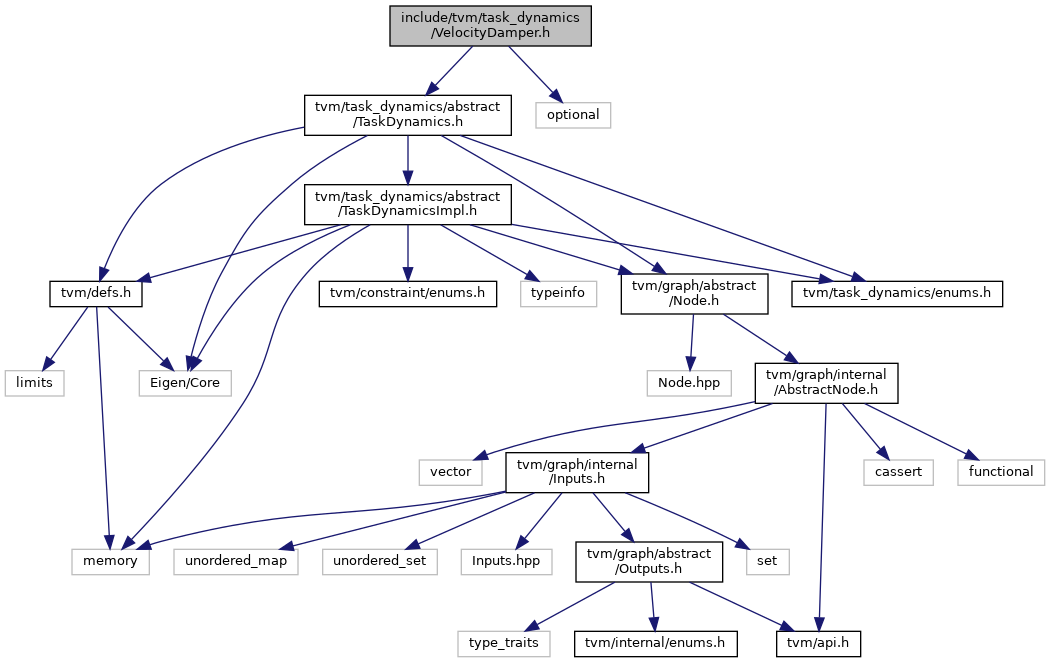 include/tvm/task_dynamics
/VelocityDamper.h
tvm/task_dynamics/abstract
/TaskDynamics.h
optional
tvm/task_dynamics/abstract
/TaskDynamicsImpl.h
tvm/defs.h
tvm/constraint/enums.h
typeinfo
tvm/graph/abstract
/Node.h
tvm/task_dynamics/enums.h
limits
Eigen/Core
Node.hpp
tvm/graph/internal
/AbstractNode.h
vector
tvm/graph/internal
/Inputs.h
cassert
functional
memory
unordered_map
unordered_set
Inputs.hpp
tvm/graph/abstract
/Outputs.h
set
type_traits
tvm/internal/enums.h
tvm/api.h